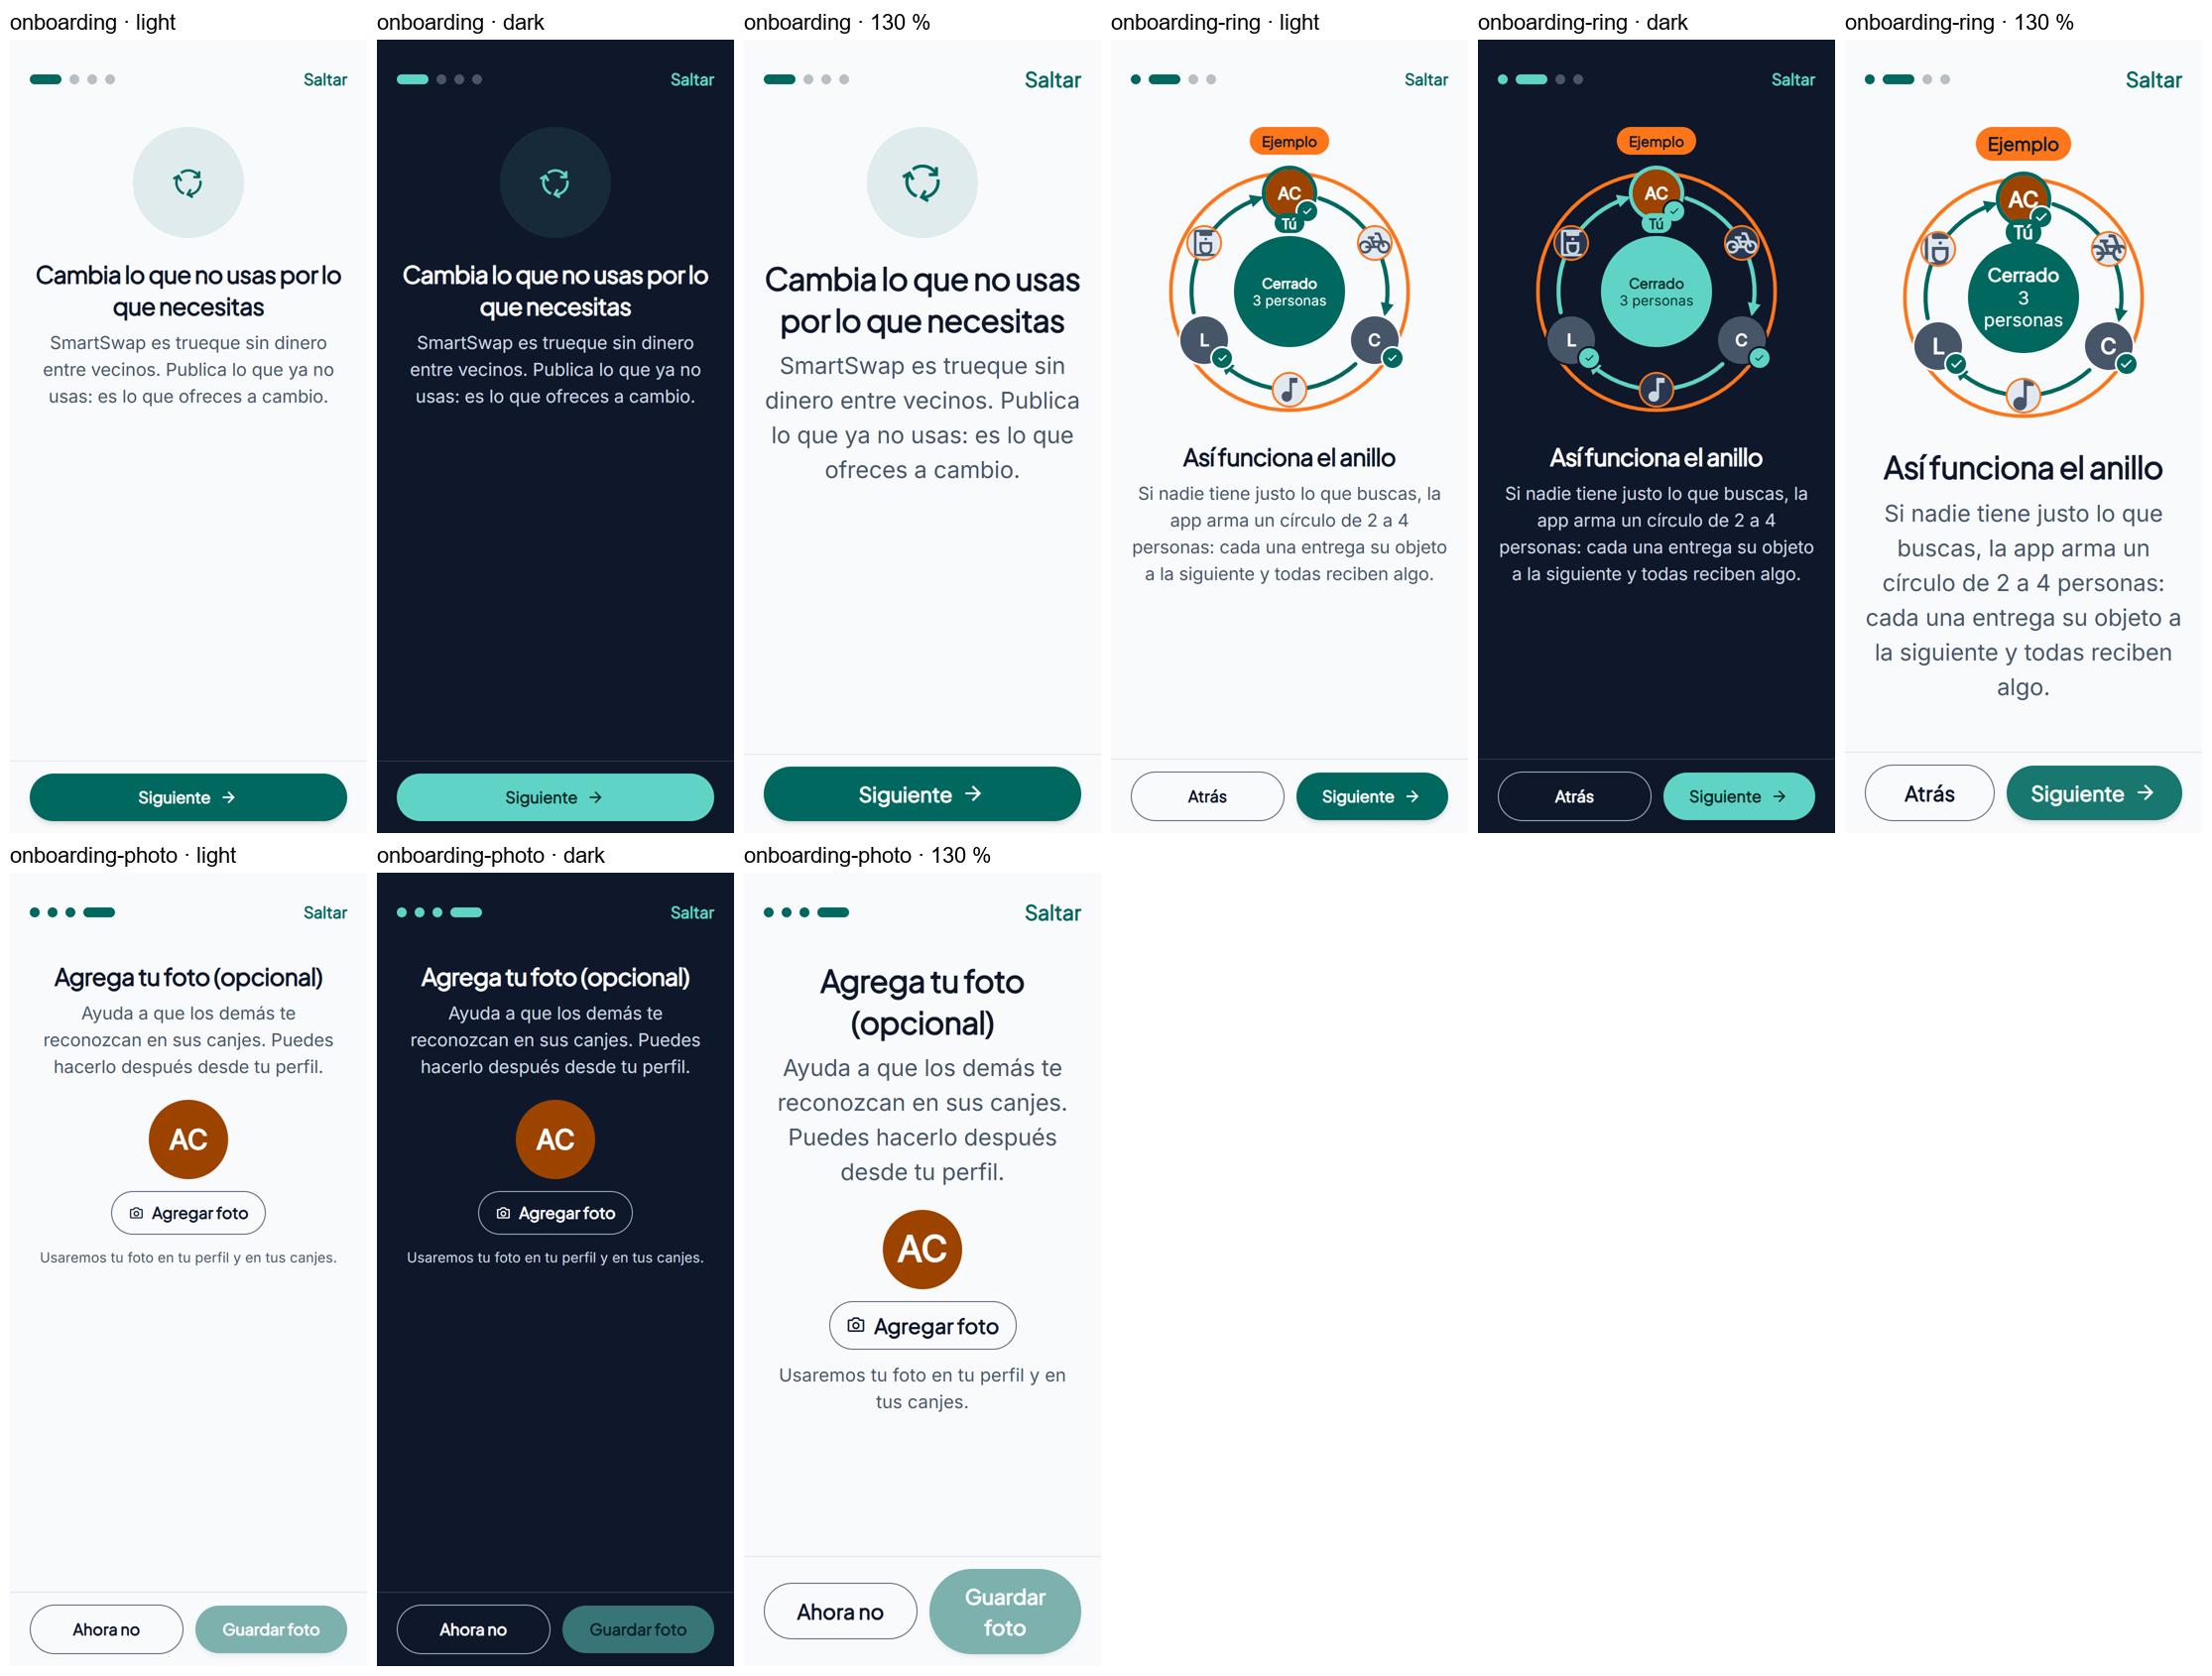 onboarding · light
Saltar
Cambia lo que no usas por lo
que necesitas
SmartSwap es trueque sin dinero
entre vecinos. Publica lo que ya no
usas: es lo que ofreces a cambio.
Siguiente
onboarding · dark
Saltar
Cambia lo que no usas por lo
que necesitas
SmartSwap es trueque sin dinero
entre vecinos. Publica lo que ya no
usas: es lo que ofreces a cambio.
Siguiente
onboarding · 130 %
Saltar
Cambia lo que no usas
por lo que necesitas
SmartSwap es trueque sin
dinero entre vecinos. Publica
lo que ya no usas: es lo que
ofreces a cambio.
Siguiente
onboarding-ring · light
Saltar
Ejemplo
AC
Tú
Cerrado
3 personas
L
C
Así funciona el anillo
Si nadie tiene justo lo que buscas, la
app arma un círculo de 2 a 4
personas: cada una entrega su objeto
a la siguiente y todas reciben algo.
Atrás
Siguiente
onboarding-ring · dark
Saltar
Ejemplo
AC
Tú
Cerrado
3 personas
L
C
Así funciona el anillo
Si nadie tiene justo lo que buscas, la
app arma un círculo de 2 a 4
personas: cada una entrega su objeto
a la siguiente y todas reciben algo.
Atrás
Siguiente
onboarding-ring · 130 %
Saltar
Ejemplo
AC
Tú
Cerrado
3
personas
L
C
Así funciona el anillo
Si nadie tiene justo lo que
buscas, la app arma un
círculo de 2 a 4 personas:
cada una entrega su objeto a
la siguiente y todas reciben
algo.
Atrás
Siguiente
onboarding-photo · light
Saltar
Agrega tu foto (opcional)
Ayuda a que los demás te
reconozcan en sus canjes. Puedes
hacerlo después desde tu perfil.
AC
Agregar foto
Usaremos tu foto en tu perfil y en tus canjes.
Ahora no
Guardar foto
onboarding-photo · dark
Saltar
Agrega tu foto (opcional)
Ayuda a que los demás te
reconozcan en sus canjes. Puedes
hacerlo después desde tu perfil.
AC
Agregar foto
Usaremos tu foto en tu perfil y en tus canjes.
Ahora no
Guardar foto
onboarding-photo · 130 %
Saltar
Agrega tu foto
(opcional)
Ayuda a que los demás te
reconozcan en sus canjes.
Puedes hacerlo después
desde tu perfil.
AC
Agregar foto
Usaremos tu foto en tu perfil y en
tus canjes.
Ahora no
Guardar
foto